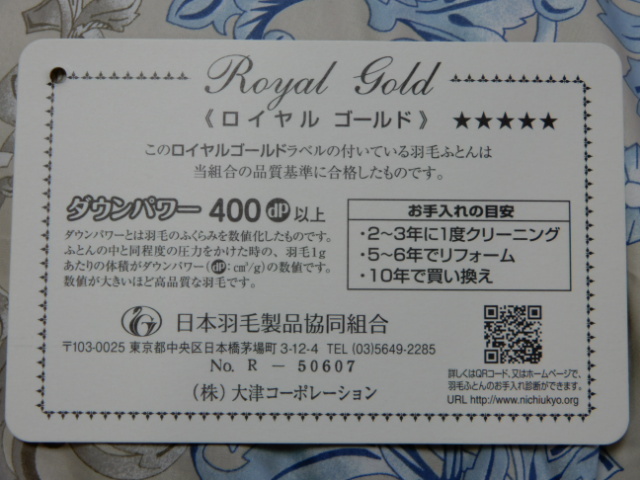 Royal Gold
《ロイヤル ゴールド》 ★★★★★
このロイヤルゴールドラベルの付いている羽毛ふとんは
当組合の品質基準に合格したものです。
ダウンパワー 400 dP 以上
ダウンパワーとは羽毛のふくらみを数値化したものです。
ふとんの中と同程度の圧力をかけた時の、羽毛1g
あたりの体積がダウンパワー(dP:cm³/g)の数値です。
数値が大きいほど高品質な羽毛です。
お手入れの目安
・2~3年に1度クリーニング
・5~6年でリフォーム
・10年で買い換え
日本羽毛製品協同組合
〒103-0025 東京都中央区日本橋茅場町 3-12-4 TEL (03)5649-2285
No. R - 50607
(株)大津コーポレーション
詳しくはQRコード、又はホームページで、
羽毛ふとんのお手入れ診断ができます。
URL http://www.nichiukyo.org